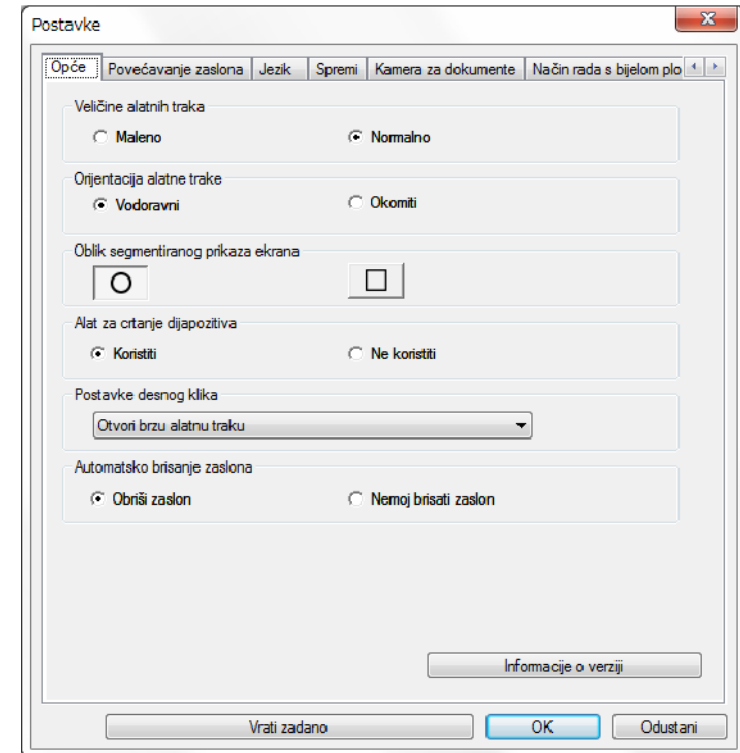 Postavke
Opće Povećavanje zaslona Jezik Spremi Kamera za dokumente Način rada s bijelom plo
Veličine alatnih traka
Maleno Normalno
Orijentacija alatne trake
Vodoravni Okomiti
Oblik segmentiranog prikaza ekrana
Alat za crtanje dijapozitiva
Koristiti Ne koristiti
Postavke desnog klika
Otvori brzu alatnu traku
Automatsko brisanje zaslona
Obriši zaslon Nemoj brisati zaslon
Informacije o verziji
Vrati zadano OK Odustani